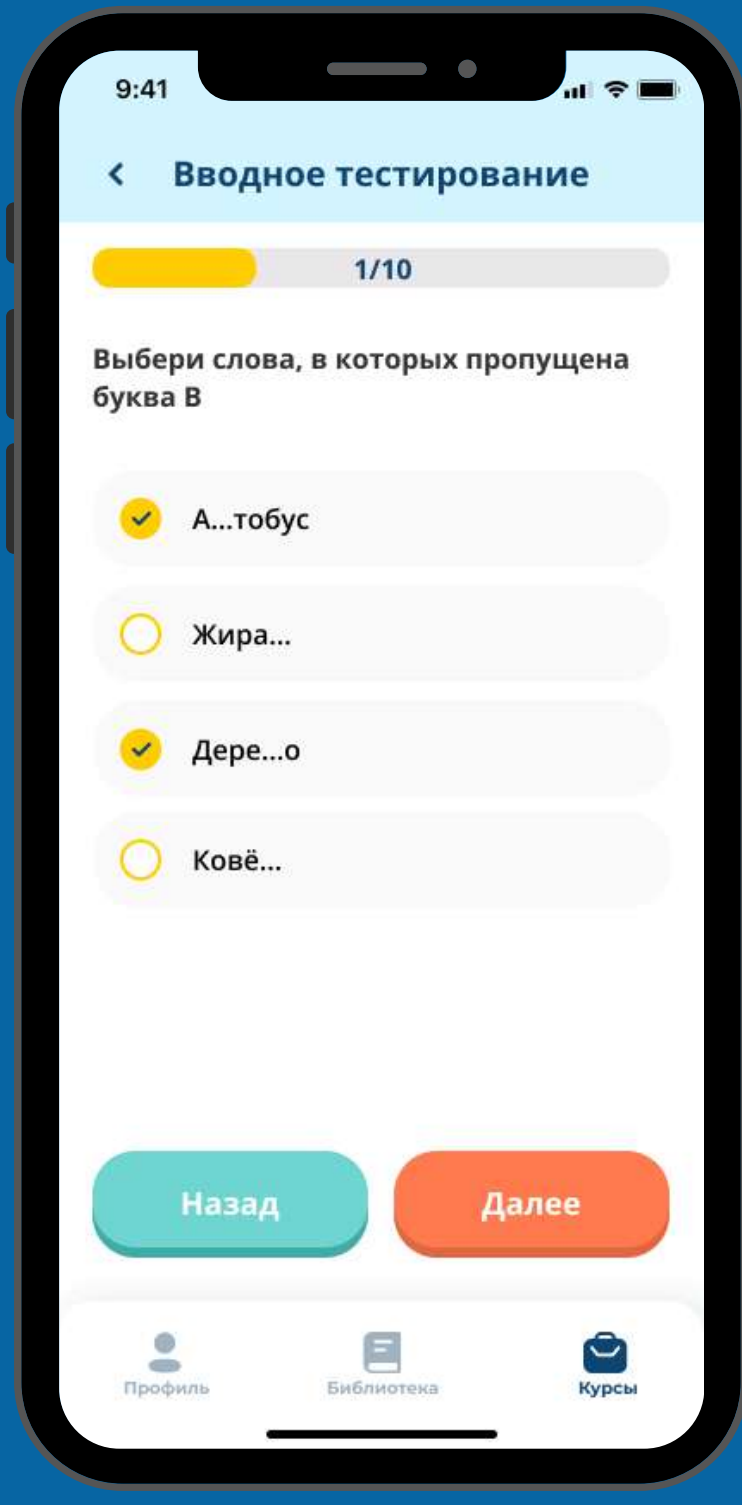 9:41
Вводное тестирование
1/10
Выбери слова, в которых пропущена
буква В
А...тобус
Жира...
Дере...о
Ковё...
Назад
Далее
Профиль
Библиотека
Курсы